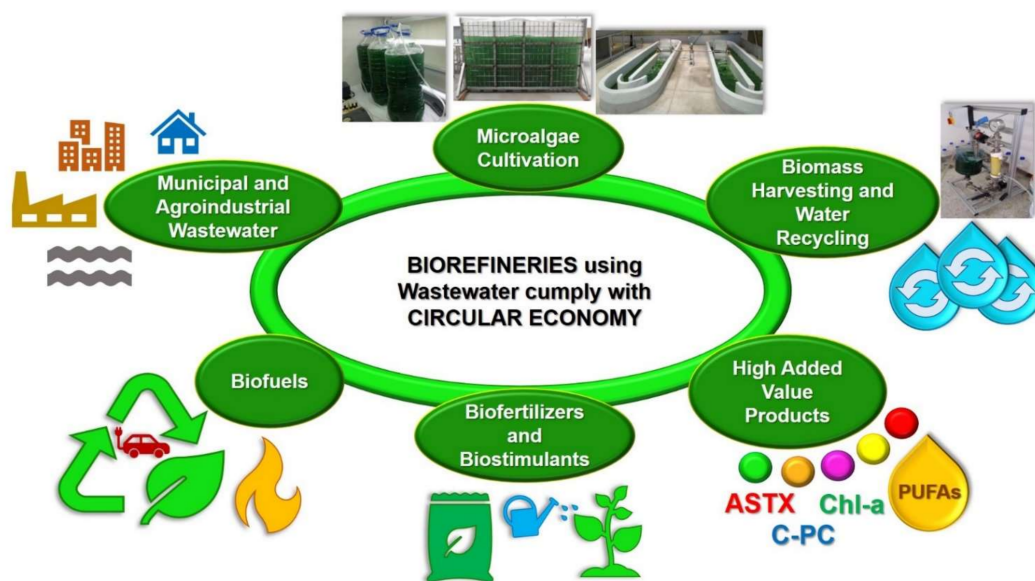 Microalgae
Cultivation
Biomass
Harvesting and
Water
Recycling
Municipal and
Agroindustrial
Wastewater
BIOREFINERIES using
Wastewater cumply with
CIRCULAR ECONOMY
Biofuels
High Added
Value
Products
Biofertilizers
and
Biostimulants
ASTX
Chl-a
PUFAs
C-PC